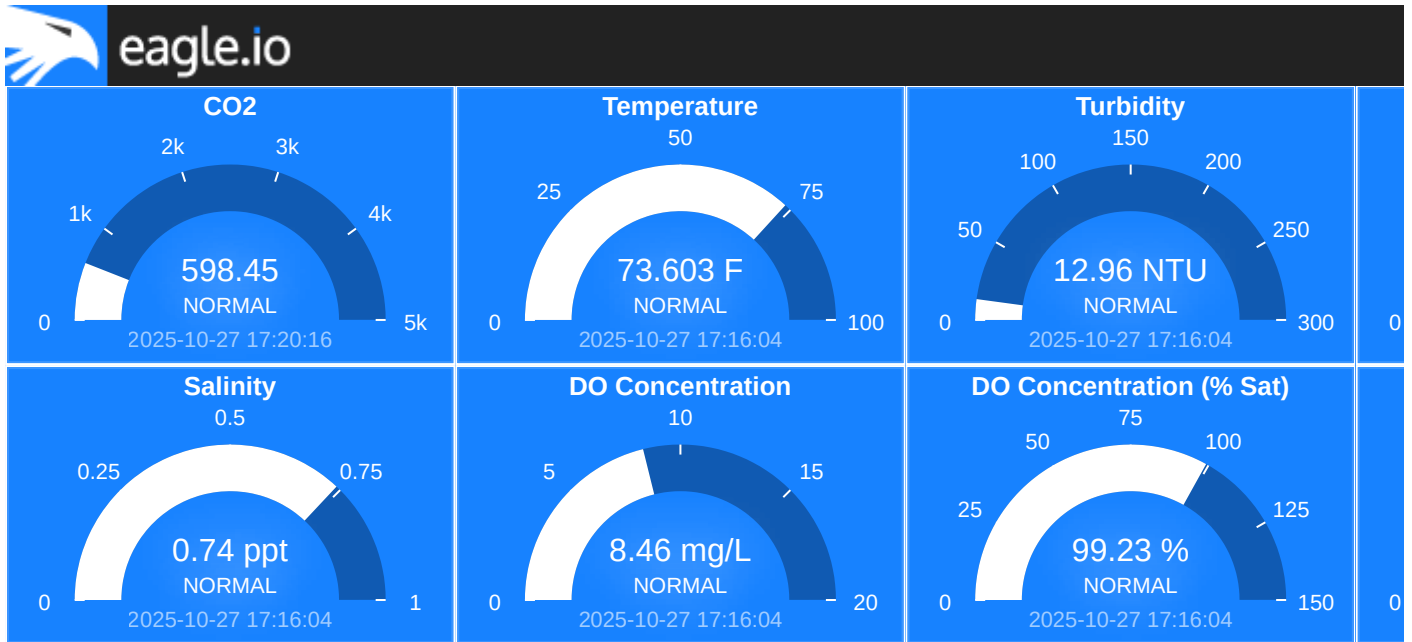 eagle.io
CO2
2k
3k
1k
4k
598.45
NORMAL
0
5k
2025-10-27 17:20:16
Temperature
50
25
75
73.603 F
NORMAL
0
100
2025-10-27 17:16:04
Turbidity
150
100
200
50
250
12.96 NTU
NORMAL
0
300
2025-10-27 17:16:04
0
Salinity
0.5
0.25
0.75
0.74 ppt
NORMAL
0
1
2025-10-27 17:16:04
DO Concentration
10
5
15
8.46 mg/L
NORMAL
0
20
2025-10-27 17:16:04
DO Concentration (% Sat)
75
50
100
25
125
99.23 %
NORMAL
0
150
2025-10-27 17:16:04
0